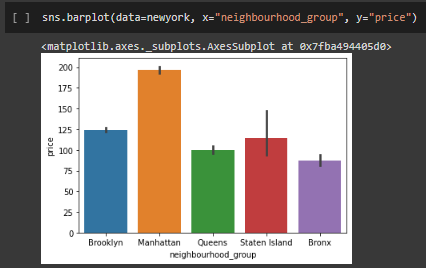 [ ] sns.barplot(data=newyork, x="neighbourhood_group", y="price")
<matplotlib.axes._subplots.AxesSubplot at 0x7fba494405d0>
200
175
150
125
100
75
50
25
0
price
Brooklyn Manhattan Queens Staten Island Bronx
neighbourhood_group